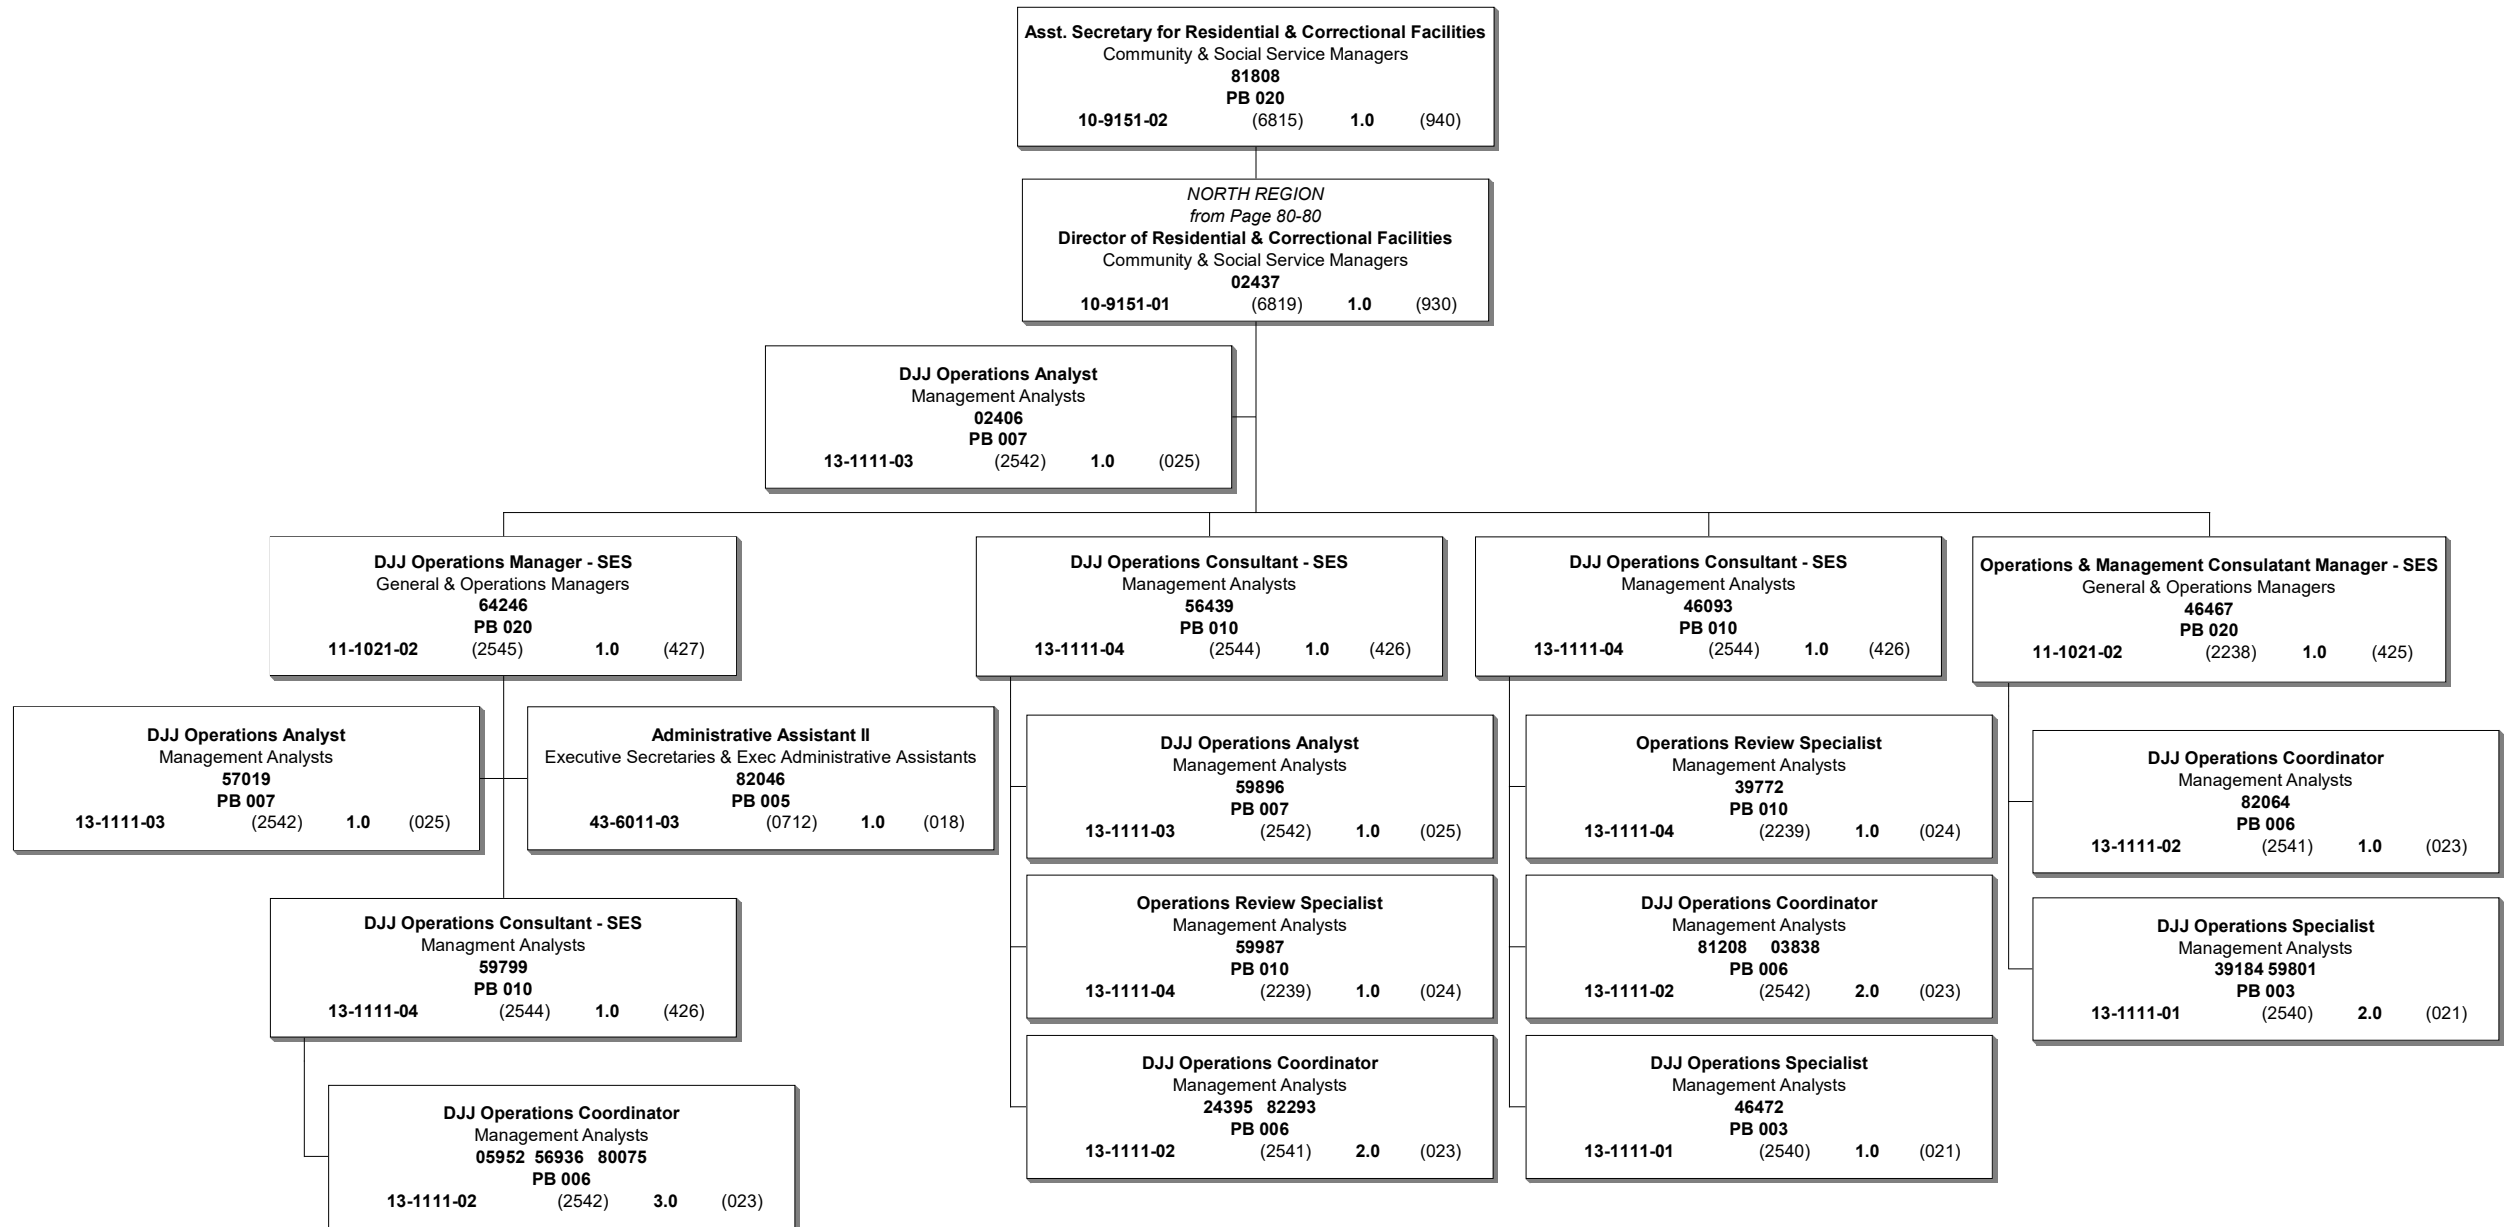 Asst. Secretary for Residential & Correctional Facilities
Community & Social Service Managers
81808
PB 020
10-9151-02 (6815) 1.0 (940)
NORTH REGION
from Page 80-80
Director of Residential & Correctional Facilities
Community & Social Service Managers
02437
10-9151-01 (6819) 1.0 (930)
DJJ Operations Analyst
Management Analysts
02406
PB 007
13-1111-03 (2542) 1.0 (025)
DJJ Operations Manager - SES
General & Operations Managers
64246
PB 020
11-1021-02 (2545) 1.0 (427)
DJJ Operations Analyst
Management Analysts
57019
PB 007
13-1111-03 (2542) 1.0 (025)
Administrative Assistant II
Executive Secretaries & Exec Administrative Assistants
82046
PB 005
43-6011-03 (0712) 1.0 (018)
DJJ Operations Consultant - SES
Managment Analysts
59799
PB 010
13-1111-04 (2544) 1.0 (426)
DJJ Operations Coordinator
Management Analysts
05952 56936 80075
PB 006
13-1111-02 (2542) 3.0 (023)
DJJ Operations Consultant - SES
Management Analysts
56439
PB 010
13-1111-04 (2544) 1.0 (426)
DJJ Operations Analyst
Management Analysts
59896
PB 007
13-1111-03 (2542) 1.0 (025)
Operations Review Specialist
Management Analysts
59987
PB 010
13-1111-04 (2239) 1.0 (024)
DJJ Operations Coordinator
Management Analysts
24395 82293
PB 006
13-1111-02 (2541) 2.0 (023)
DJJ Operations Consultant - SES
Management Analysts
46093
PB 010
13-1111-04 (2544) 1.0 (426)
Operations Review Specialist
Management Analysts
39772
PB 010
13-1111-04 (2239) 1.0 (024)
DJJ Operations Coordinator
Management Analysts
81208 03838
PB 006
13-1111-02 (2542) 2.0 (023)
DJJ Operations Specialist
Management Analysts
46472
PB 003
13-1111-01 (2540) 1.0 (021)
Operations & Management Consulatant Manager - SES
General & Operations Managers
46467
PB 020
11-1021-02 (2238) 1.0 (425)
DJJ Operations Coordinator
Management Analysts
82064
PB 006
13-1111-02 (2541) 1.0 (023)
DJJ Operations Specialist
Management Analysts
39184 59801
PB 003
13-1111-01 (2540) 2.0 (021)